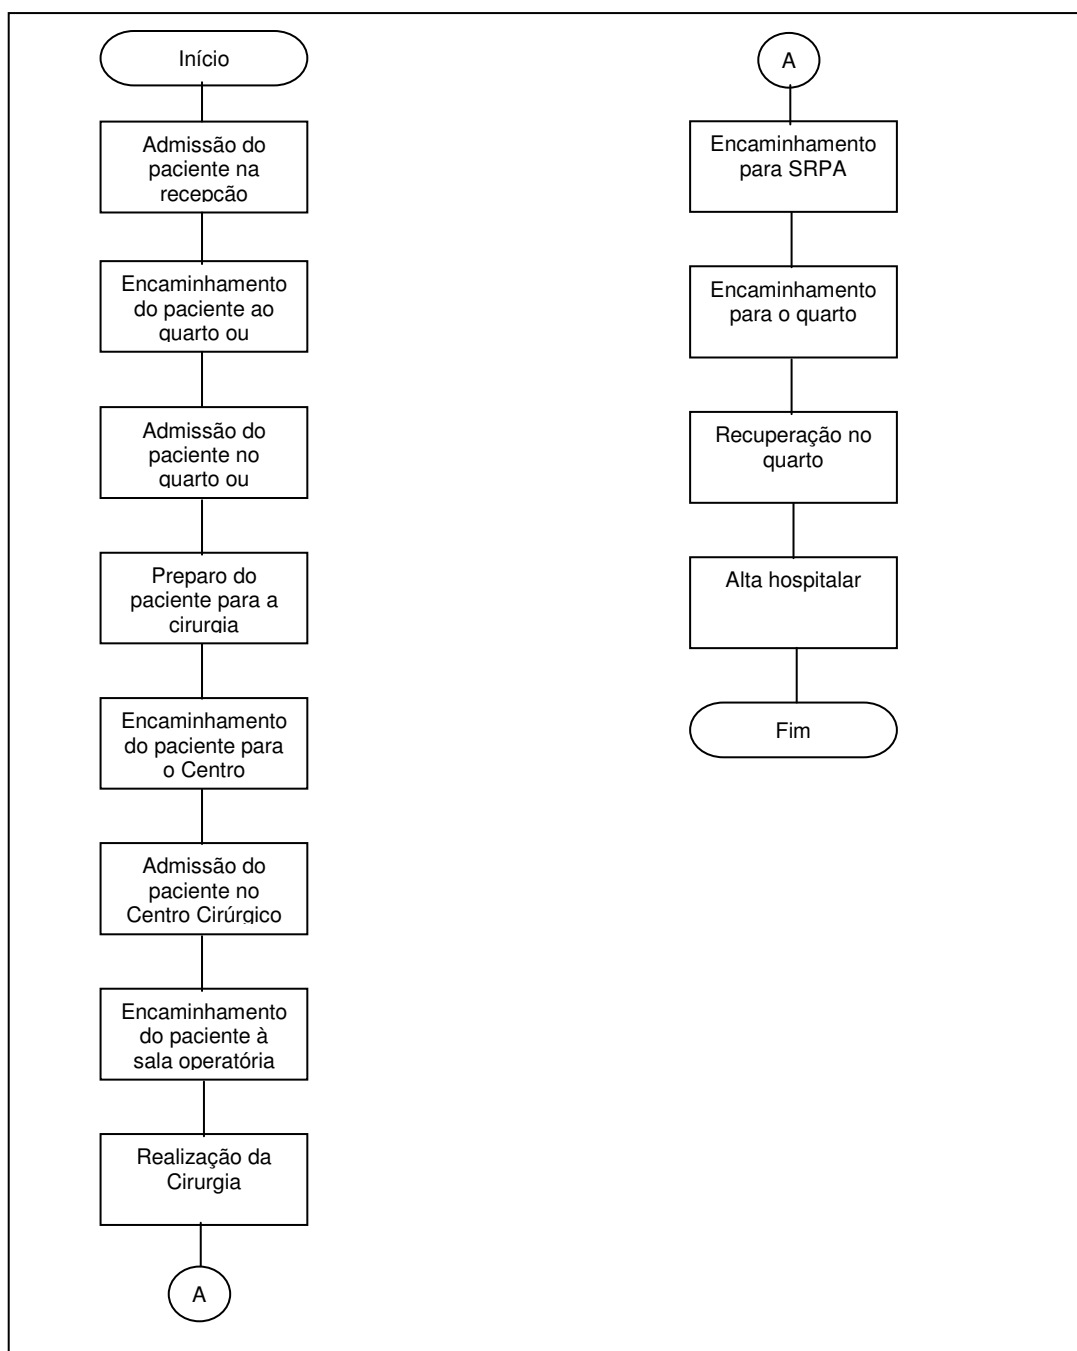 Início
Admissão do
paciente na
recepção
Encaminhamento
do paciente ao
quarto ou
Admissão do
paciente no
quarto ou
Preparo do
paciente para a
cirurgia
Encaminhamento
do paciente para
o Centro
Admissão do
paciente no
Centro Cirúrgico
Encaminhamento
do paciente à
sala operatória
Realização da
Cirurgia
A
A
Encaminhamento
para SRPA
Encaminhamento
para o quarto
Recuperação no
quarto
Alta hospitalar
Fim